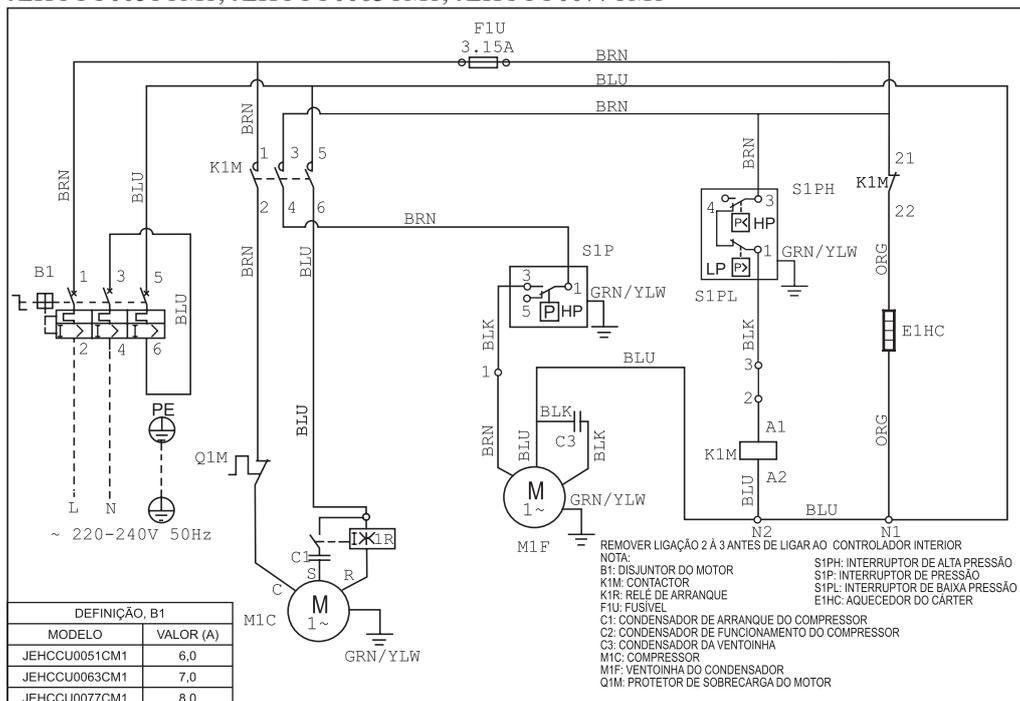 F1U
3.15A
BRN
BLU
BRN
BRN
BRN
BLU
BRN
1 3 5
K1M
2 4 6
BRN
BRN
BLU
B1
1 3 5
2 4 6
BLU
PE
L N
~ 220-240V 50Hz
S1P
3 1
5 P HP
GRN/YLW
BLK
1
BRN
BLU
BLU
BLK
C3
BLK
M
1~
GRN/YLW
M1F
S1PH
4 3
P< HP
1
LP P>
GRN/YLW
S1PL
BLK
3
2
A1
K1M
A2
BLU
BLU
N2 N1
21
K1M
22
ORG
E1HC
ORG
Q1M
BLU
1R
C1
C S R
M
1~
M1C
GRN/YLW
REMOVER LIGAÇÃO 2 À 3 ANTES DE LIGAR AO CONTROLADOR INTERIOR
NOTA:
B1: DISJUNTOR DO MOTOR
K1M: CONTACTOR
K1R: RELÉ DE ARRANQUE
F1U: FUSÍVEL
C1: CONDENSADOR DE ARRANQUE DO COMPRESSOR
C2: CONDENSADOR DE FUNCIONAMENTO DO COMPRESSOR
C3: CONDENSADOR DA VENTOINHA
M1C: COMPRESSOR
M1F: VENTOINHA DO CONDENSADOR
Q1M: PROTETOR DE SOBRECARGA DO MOTOR
S1PH: INTERRUPTOR DE ALTA PRESSÃO
S1P: INTERRUPTOR DE PRESSÃO
S1PL: INTERRUPTOR DE BAIXA PRESSÃO
E1HC: AQUECEDOR DO CÁRTER
DEFINIÇÃO, B1
MODELO VALOR (A)
JEHCCU0051CM1 6,0
JEHCCU0063CM1 7,0
JEHCCU0077CM1 8,0